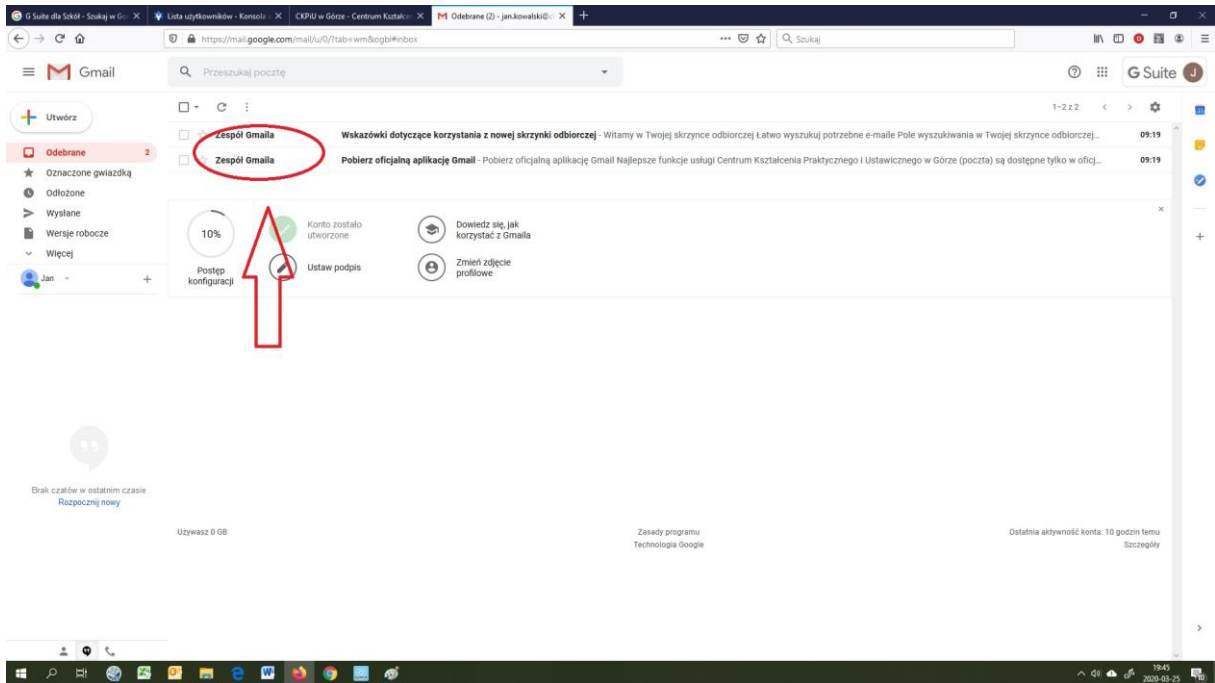 G Suite dla Szkół - Szukaj w Go
Lista użytkowników - Konsola
CKPiU w Górze - Centrum Kształce
Odebrane (2) - jan.kowalski@c
https://mail.google.com/mail/u/0/?tab=wm&ogbl#inbox
Szukaj
Gmail
Przeszukaj pocztę
G Suite
J
Utwórz
1-2 z 2
Odebrane 2
Oznaczone gwiazdką
Odłożone
Wysłane
Wersje robocze
Więcej
Jan
Zespół Gmaila Wskazówki dotyczące korzystania z nowej skrzynki odbiorczej - Witamy w Twojej skrzynce odbiorczej Łatwo wyszukuj potrzebne e-maile Pole wyszukiwania w Twojej skrzynce odbiorczej... 09:19
Zespół Gmaila Pobierz oficjalną aplikację Gmail - Pobierz oficjalną aplikację Gmail Najlepsze funkcje usługi Centrum Kształcenia Praktycznego i Ustawicznego w Górze (poczta) są dostępne tylko w oficj... 09:19
10%
Postęp
konfiguracji
Konto zostało
utworzone
Ustaw podpis
Dowiedz się, jak
korzystać z Gmaila
Zmień zdjęcie
profilowe
Brak czatów w ostatnim czasie
Rozpocznij nowy
Używasz 0 GB
Zasady programu
Technologia Google
Ostatnia aktywność konta: 10 godzin temu
Szczegóły
19:45
2020-03-25